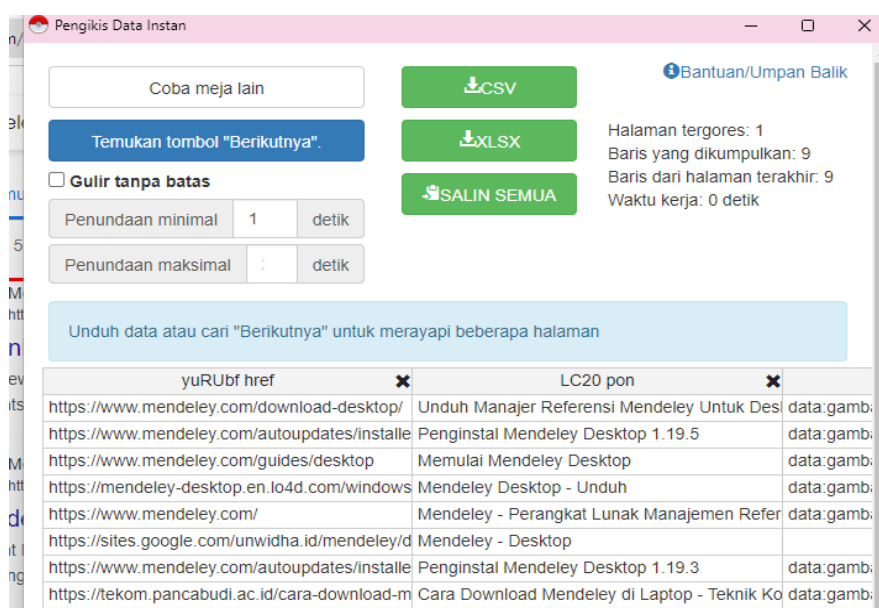 Pengikis Data Instan
Coba meja lain
CSV
Bantuan/Umpan Balik
Temukan tombol "Berikutnya".
XLSX
Halaman tergores: 1
Baris yang dikumpulkan: 9
Baris dari halaman terakhir: 9
Waktu kerja: 0 detik
Gulir tanpa batas
SALIN SEMUA
Penundaan minimal 1 detik
Penundaan maksimal detik
Unduh data atau cari "Berikutnya" untuk merayapi beberapa halaman
yuRUbf href LC20 pon
https://www.mendeley.com/download-desktop/ Unduh Manajer Referensi Mendeley Untuk Des data:gamb
https://www.mendeley.com/autoupdates/installe Penginstal Mendeley Desktop 1.19.5 data:gamb
https://www.mendeley.com/guides/desktop Memulai Mendeley Desktop data:gamb
https://mendeley-desktop.en.lo4d.com/windows Mendeley Desktop - Unduh data:gamb
https://www.mendeley.com/ Mendeley - Perangkat Lunak Manajemen Refer data:gamb
https://sites.google.com/unwidha.id/mendeley/d Mendeley - Desktop
https://www.mendeley.com/autoupdates/installe Penginstal Mendeley Desktop 1.19.3 data:gamb
https://tekom.pancabudi.ac.id/cara-download-m Cara Download Mendeley di Laptop - Teknik Ko data:gamb